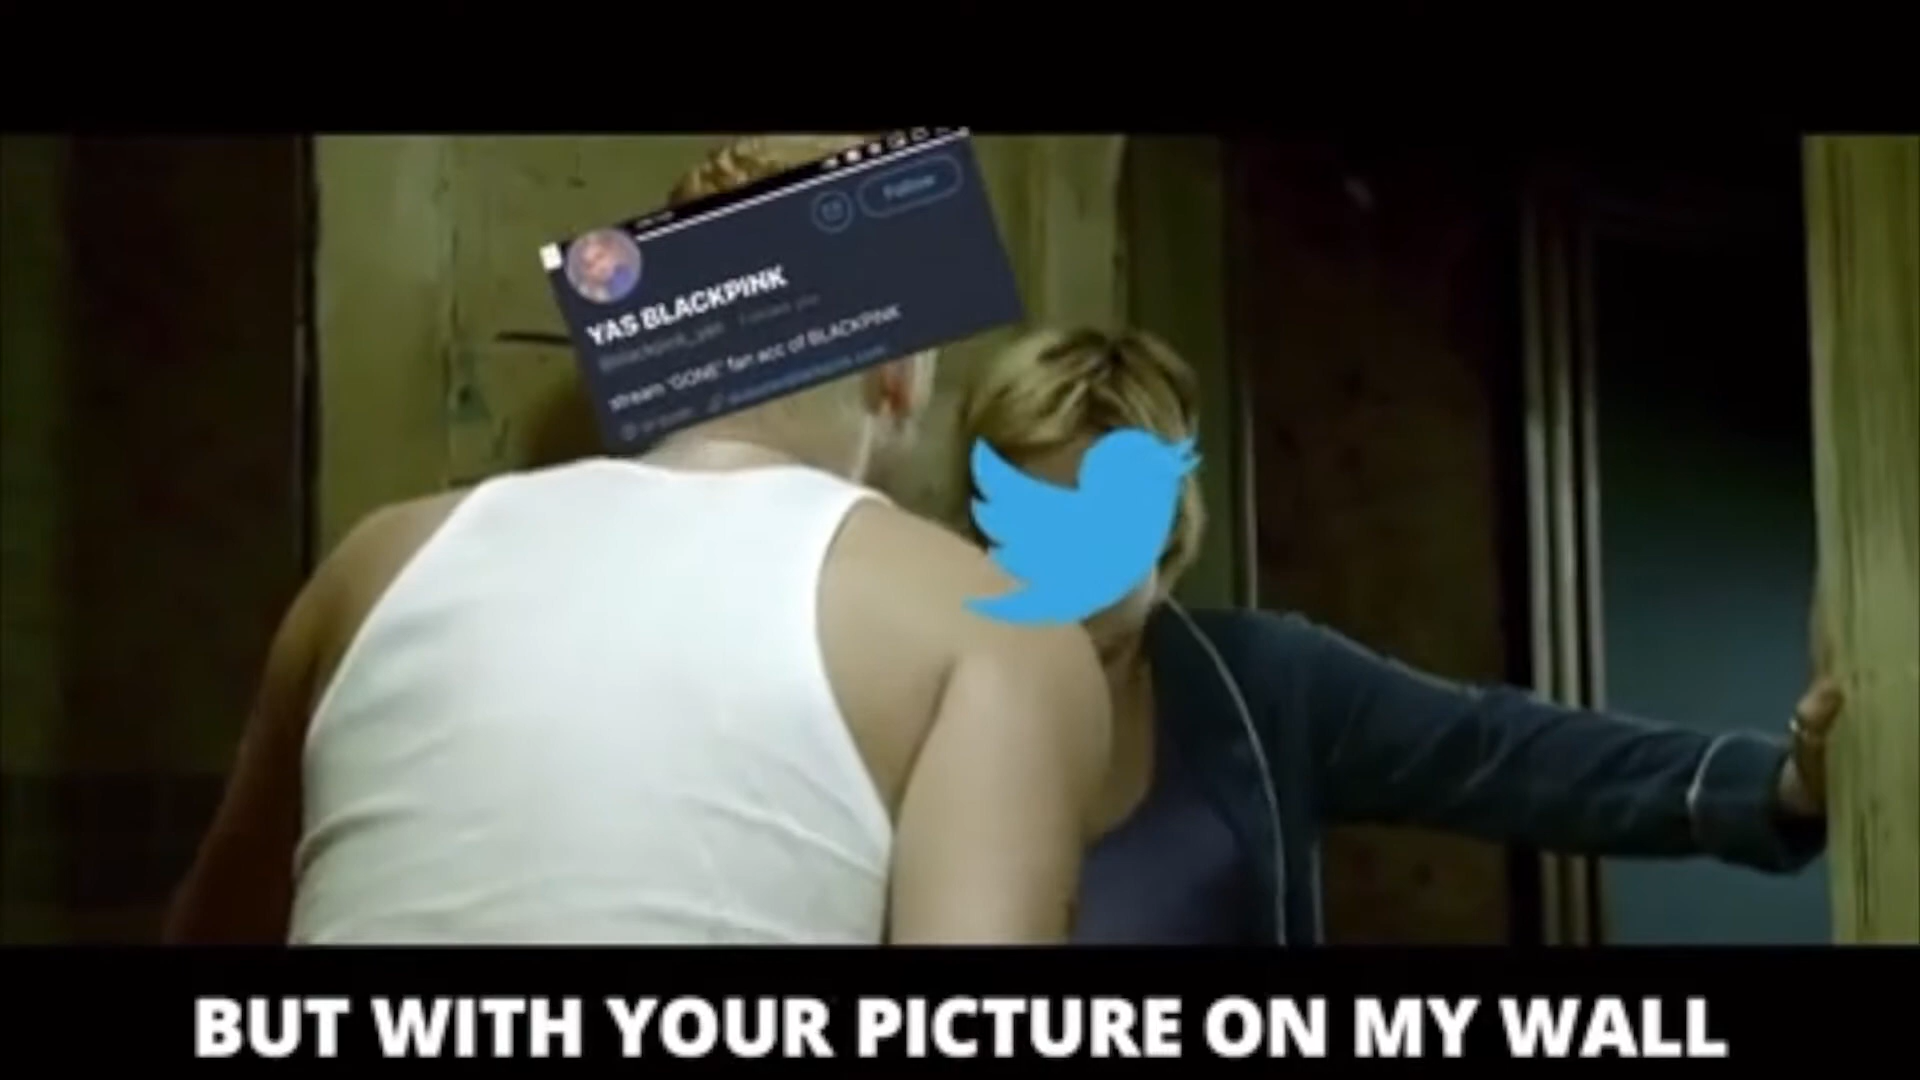 Follow
YAS BLACKPINK
stream "GONE" fan acc of BLACKPINK
BUT WITH YOUR PICTURE ON MY WALL